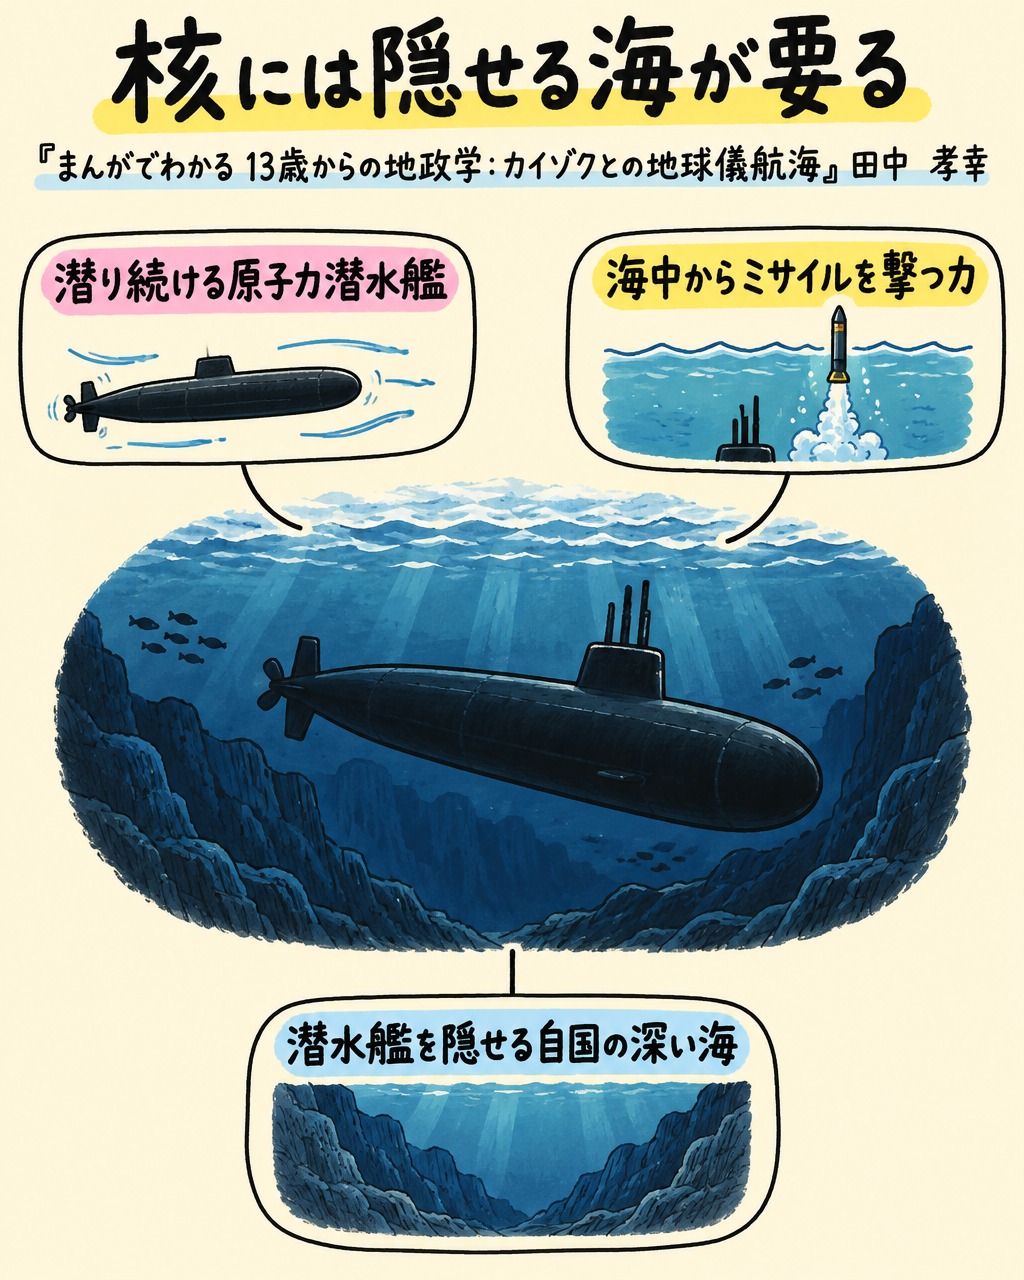 核には隠せる海が要る
『まんがでわかる 13歳からの地政学：カイゾクとの地球儀航海』田中 孝幸
潜り続ける原子力潜水艦
海中からミサイルを撃つ力
潜水艦を隠せる自国の深い海